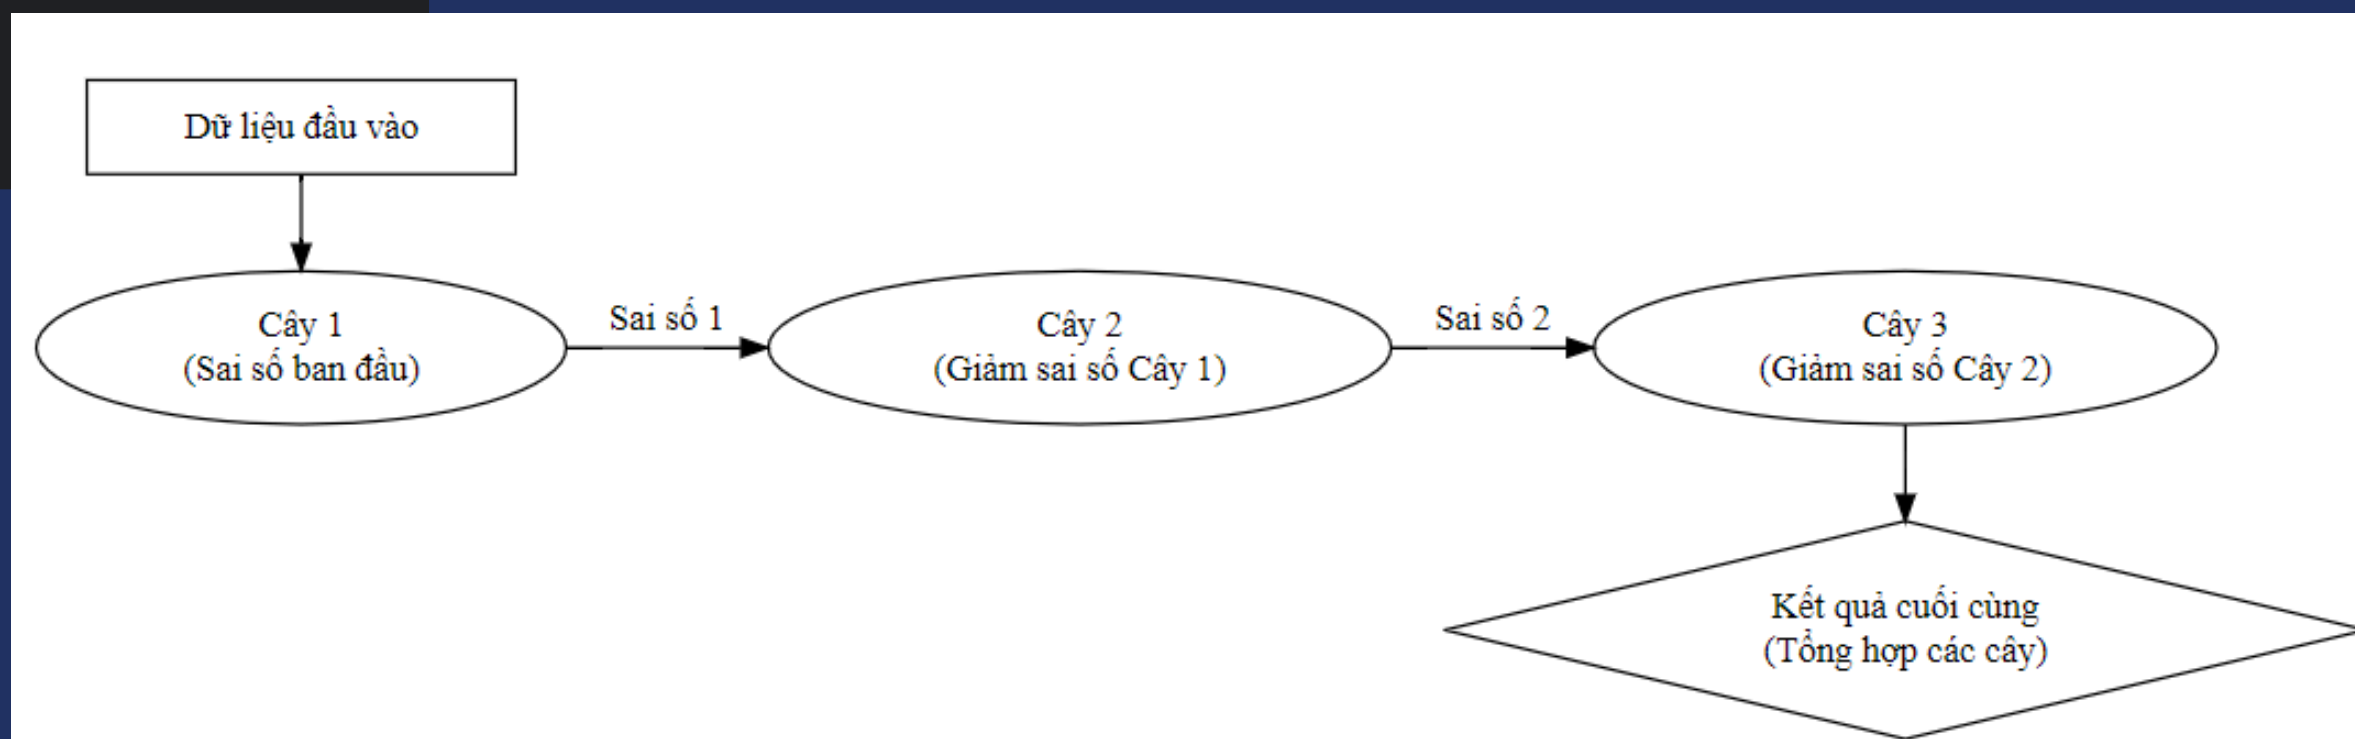 Dữ liệu đầu vào
Cây 1
(Sai số ban đầu)
Sai số 1
Cây 2
(Giảm sai số Cây 1)
Sai số 2
Cây 3
(Giảm sai số Cây 2)
Kết quả cuối cùng
(Tổng hợp các cây)